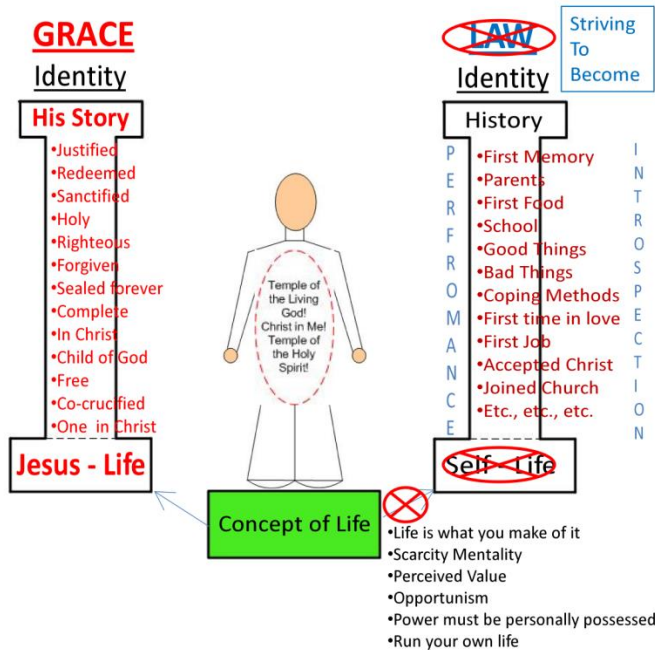 GRACE
Identity
His Story
•Justified
•Redeemed
•Sanctified
•Holy
•Righteous
•Forgiven
•Sealed forever
•Complete
•In Christ
•Child of God
•Free
•Co-crucified
•One in Christ
Jesus - Life
Temple of
the Living
God!
Christ in Me!
Temple of
the Holy
Spirit!
Concept of Life
LAW
Striving
To
Become
Identity
History
PERFROMANCE
•First Memory
•Parents
•First Food
•School
•Good Things
•Bad Things
•Coping Methods
•First time in love
•First Job
•Accepted Christ
•Joined Church
•Etc., etc., etc.
INTROSPECTION
Self - Life
•Life is what you make of it
•Scarcity Mentality
•Perceived Value
•Opportunism
•Power must be personally possessed
•Run your own life